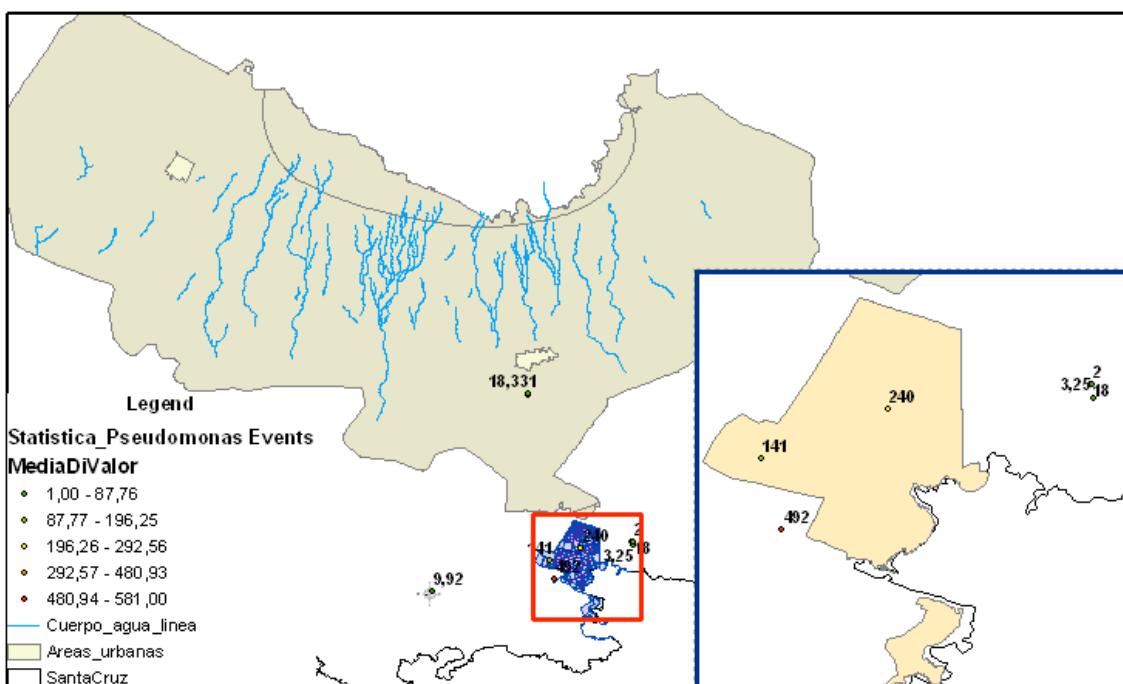 18,331
Legend
Statistica_Pseudomonas Events
MediaDiValor
1,00 - 87,76
87,77 - 196,25
196,26 - 292,56
292,57 - 480,93
480,94 - 581,00
Cuerpo_agua_linea
Areas_urbanas
SantaCruz
9,92
141
240
492
2
3,25
18
2
3,25
18
240
141
492